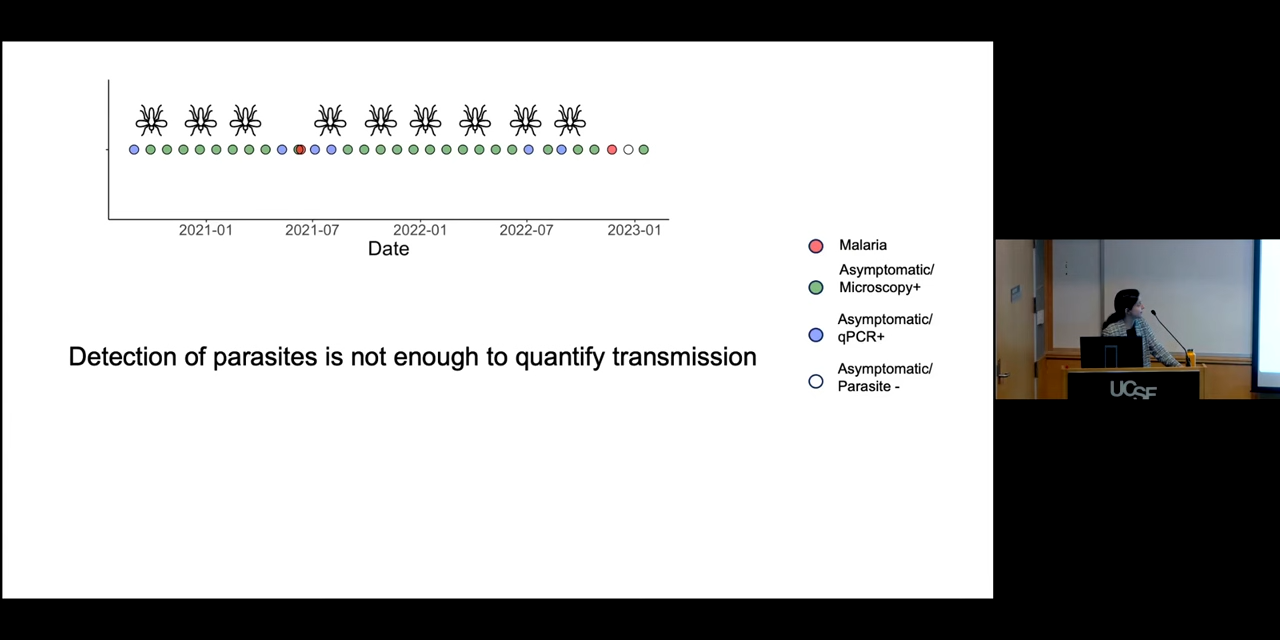 2021-01 2021-07 2022-01 2022-07 2023-01
Date
Malaria
Asymptomatic/
Microscopy+
Asymptomatic/
qPCR+
Asymptomatic/
Parasite -
Detection of parasites is not enough to quantify transmission
UCSF